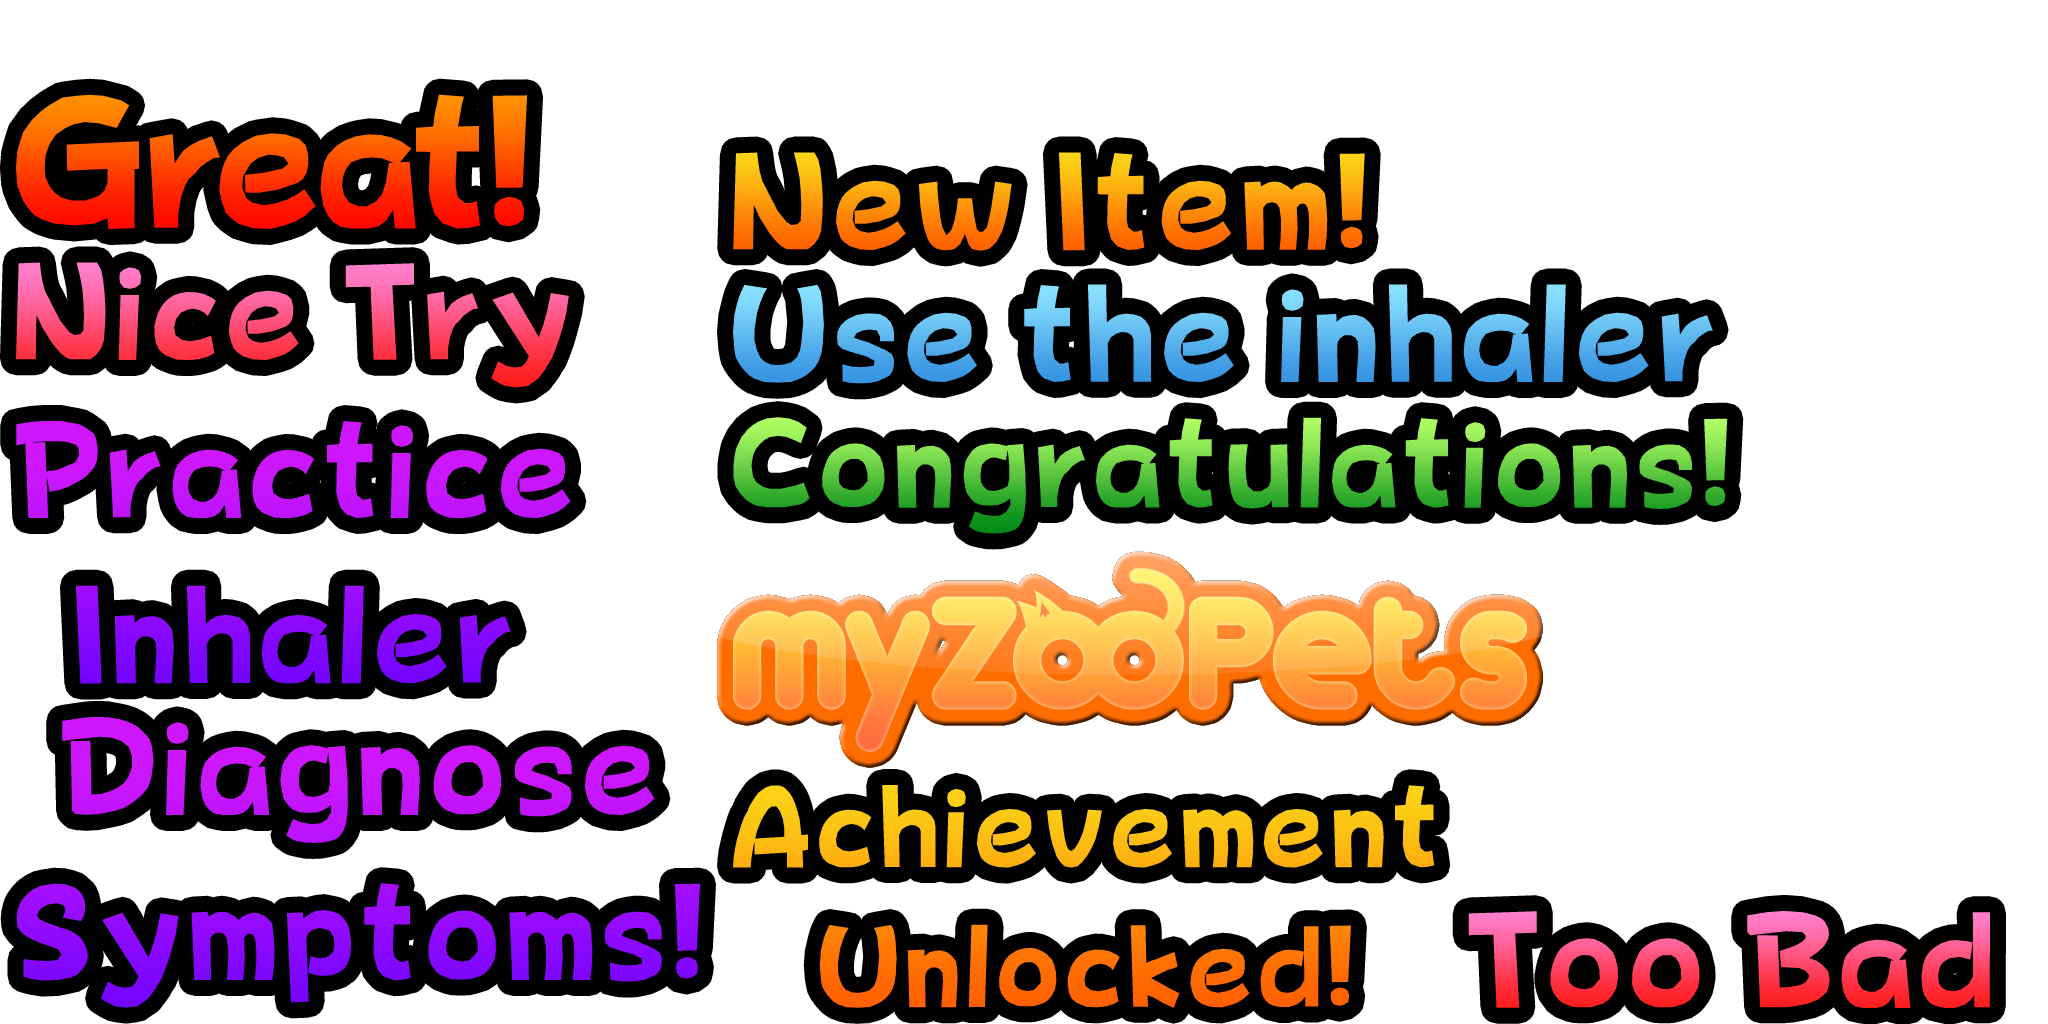 Great!
Nice Try
Practice
Inhaler
Diagnose
Symptoms!
New Item!
Use the inhaler
Congratulations!
myZooPets
Achievement
Unlocked!
Too Bad